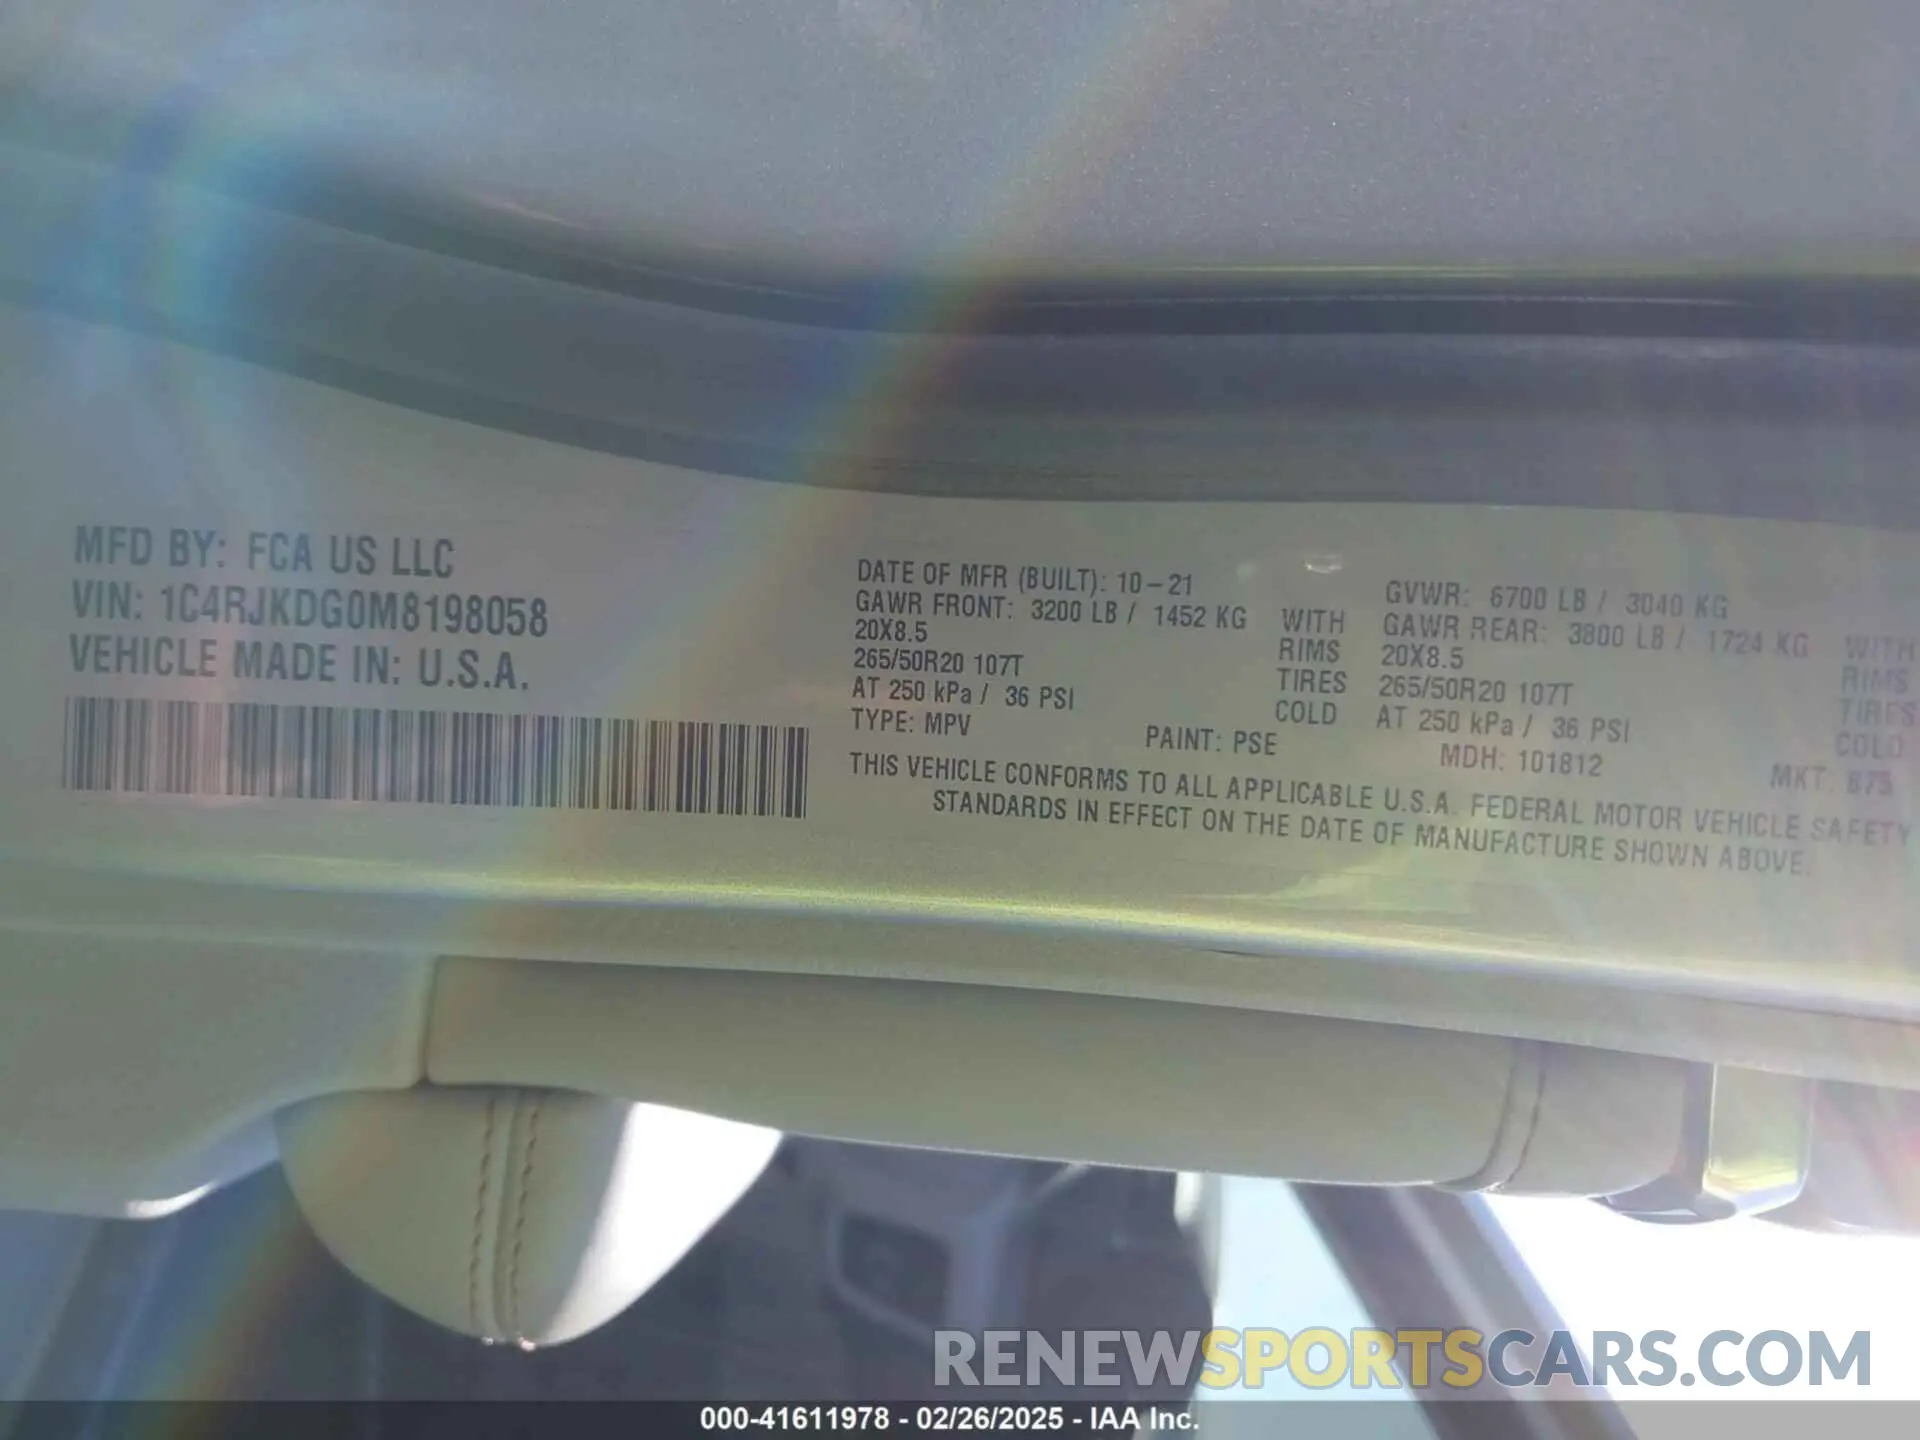 MFD BY: FCA US LLC
VIN: 1C4RJKDG0M8198058
VEHICLE MADE IN: U.S.A.
DATE OF MFR (BUILT): 10-21
GAWR FRONT: 3200 LB / 1452 KG WITH
20X8.5 RIMS
265/50R20 107T TIRES
AT 250 kPa / 36 PSI COLD
TYPE: MPV PAINT: PSE
GVWR: 6700 LB / 3040 KG
GAWR REAR: 3800 LB / 1724 KG WITH
20X8.5 RIMS
265/50R20 107T TIRES
AT 250 kPa / 36 PSI COLD
MDH: 101812 MKT: 875
THIS VEHICLE CONFORMS TO ALL APPLICABLE U.S.A. FEDERAL MOTOR VEHICLE SAFETY
STANDARDS IN EFFECT ON THE DATE OF MANUFACTURE SHOWN ABOVE.
RENEWSPORTSCARS.COM
000-41611978 - 02/26/2025 - IAA Inc.